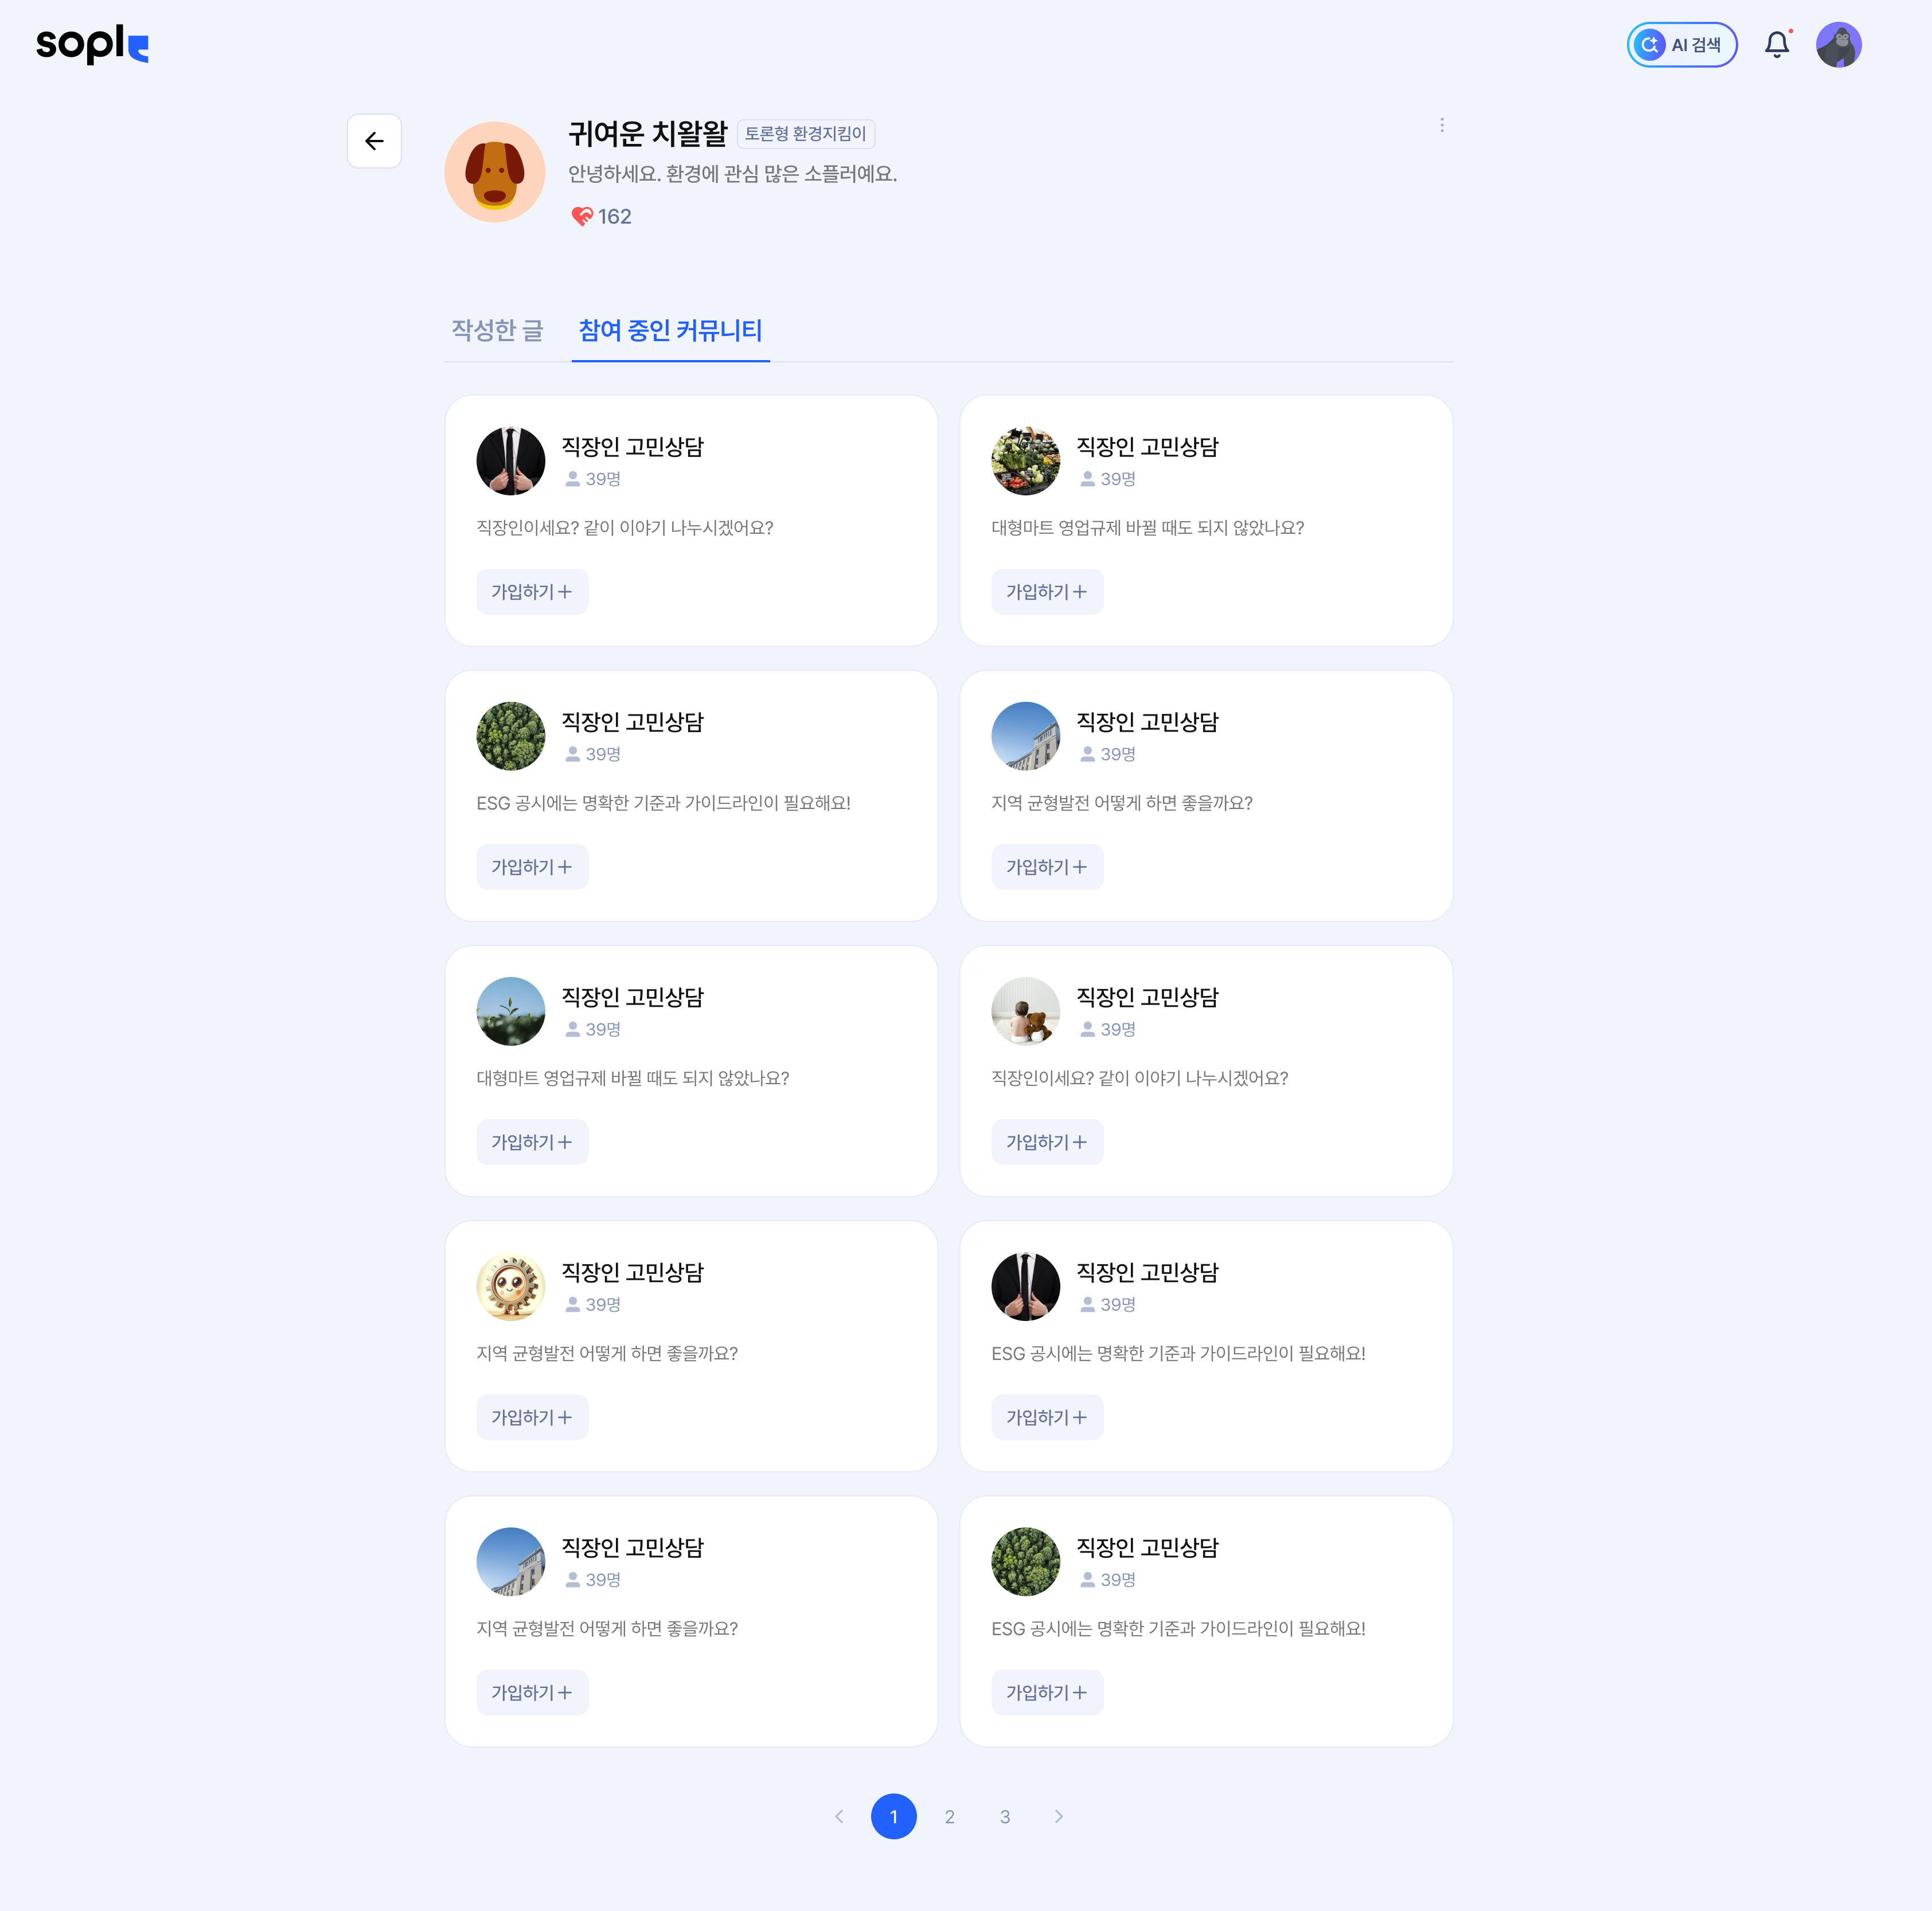 sople
AI 검색
귀여운 치왈왈 토론형 환경지킴이
안녕하세요. 환경에 관심 많은 소플러예요.
162
작성한 글 참여 중인 커뮤니티
직장인 고민상담
39명
직장인이세요? 같이 이야기 나누시겠어요?
가입하기
직장인 고민상담
39명
대형마트 영업규제 바뀔 때도 되지 않았나요?
가입하기
직장인 고민상담
39명
ESG 공시에는 명확한 기준과 가이드라인이 필요해요!
가입하기
직장인 고민상담
39명
지역 균형발전 어떻게 하면 좋을까요?
가입하기
직장인 고민상담
39명
대형마트 영업규제 바뀔 때도 되지 않았나요?
가입하기
직장인 고민상담
39명
직장인이세요? 같이 이야기 나누시겠어요?
가입하기
직장인 고민상담
39명
지역 균형발전 어떻게 하면 좋을까요?
가입하기
직장인 고민상담
39명
ESG 공시에는 명확한 기준과 가이드라인이 필요해요!
가입하기
직장인 고민상담
39명
지역 균형발전 어떻게 하면 좋을까요?
가입하기
직장인 고민상담
39명
ESG 공시에는 명확한 기준과 가이드라인이 필요해요!
가입하기
1 2 3